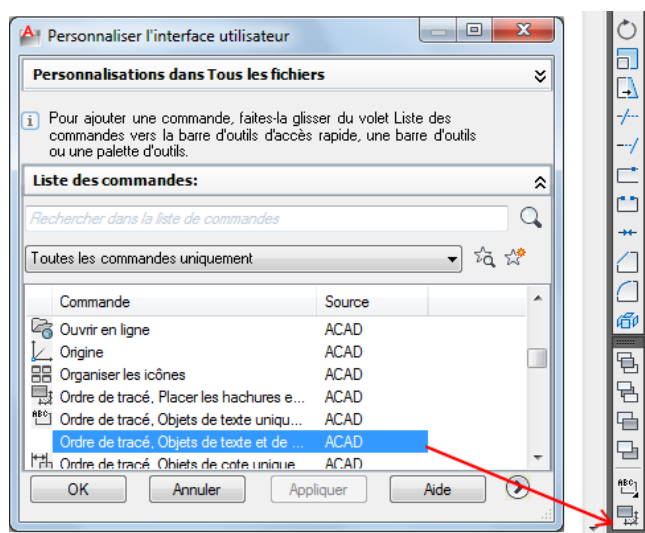 Personnaliser l'interface utilisateur
Personnalisations dans Tous les fichiers
Pour ajouter une commande, faites-la glisser du volet Liste des
commandes vers la barre d'outils d'accès rapide, une barre d'outils
ou une palette d'outils.
Liste des commandes:
Rechercher dans la liste de commandes
Toutes les commandes uniquement
Commande Source
Ouvrir en ligne ACAD
Origine ACAD
Organiser les icônes ACAD
Ordre de tracé, Placer les hachures e... ACAD
ABC Ordre de tracé, Objets de texte uniqu... ACAD
Ordre de tracé, Objets de texte et de ... ACAD
Ordre de tracé, Objets de cote unique ACAD
OK Annuler Appliquer Aide
ABC